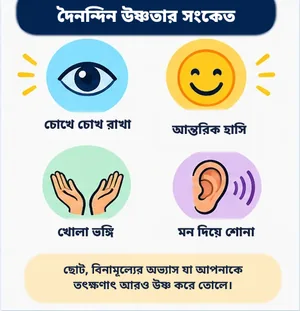 দৈনন্দিন উষ্ণতার সংকেত
চোখে চোখ রাখা
আন্তরিক হাসি
খোলা ভঙ্গি
মন দিয়ে শোনা
ছোট, বিনামূল্যের অভ্যাস যা আপনাকে
তৎক্ষণাৎ আরও উষ্ণ করে তোলে।